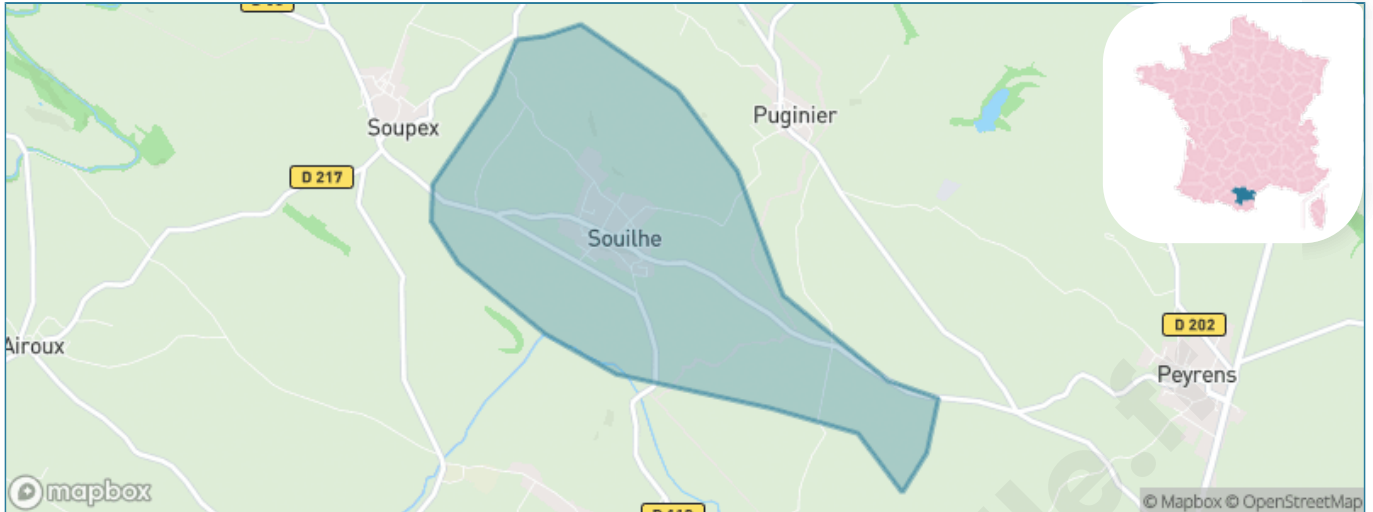 Puginier
Soupex
D 217
Souilhe
D 202
Airoux
Peyrens
mapbox
© Mapbox © OpenStreetMap